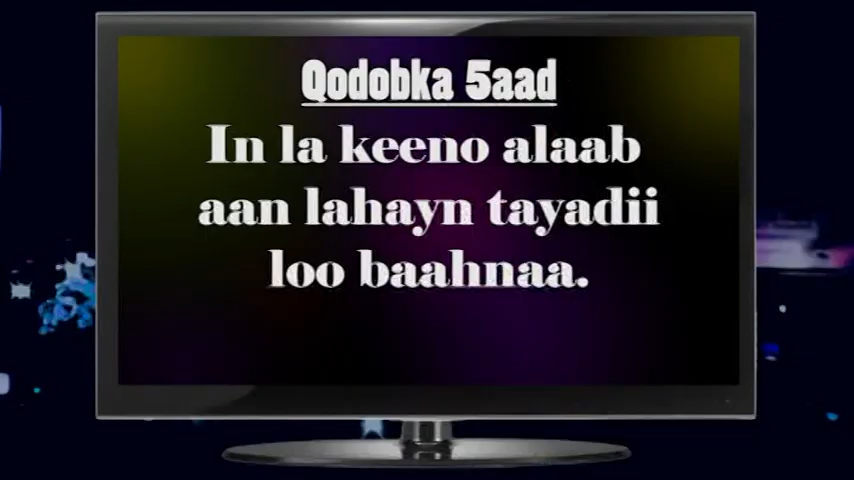 Qodobka 5aad
In la keeno alaab
aan lahayn tayadii
loo baahnaa.